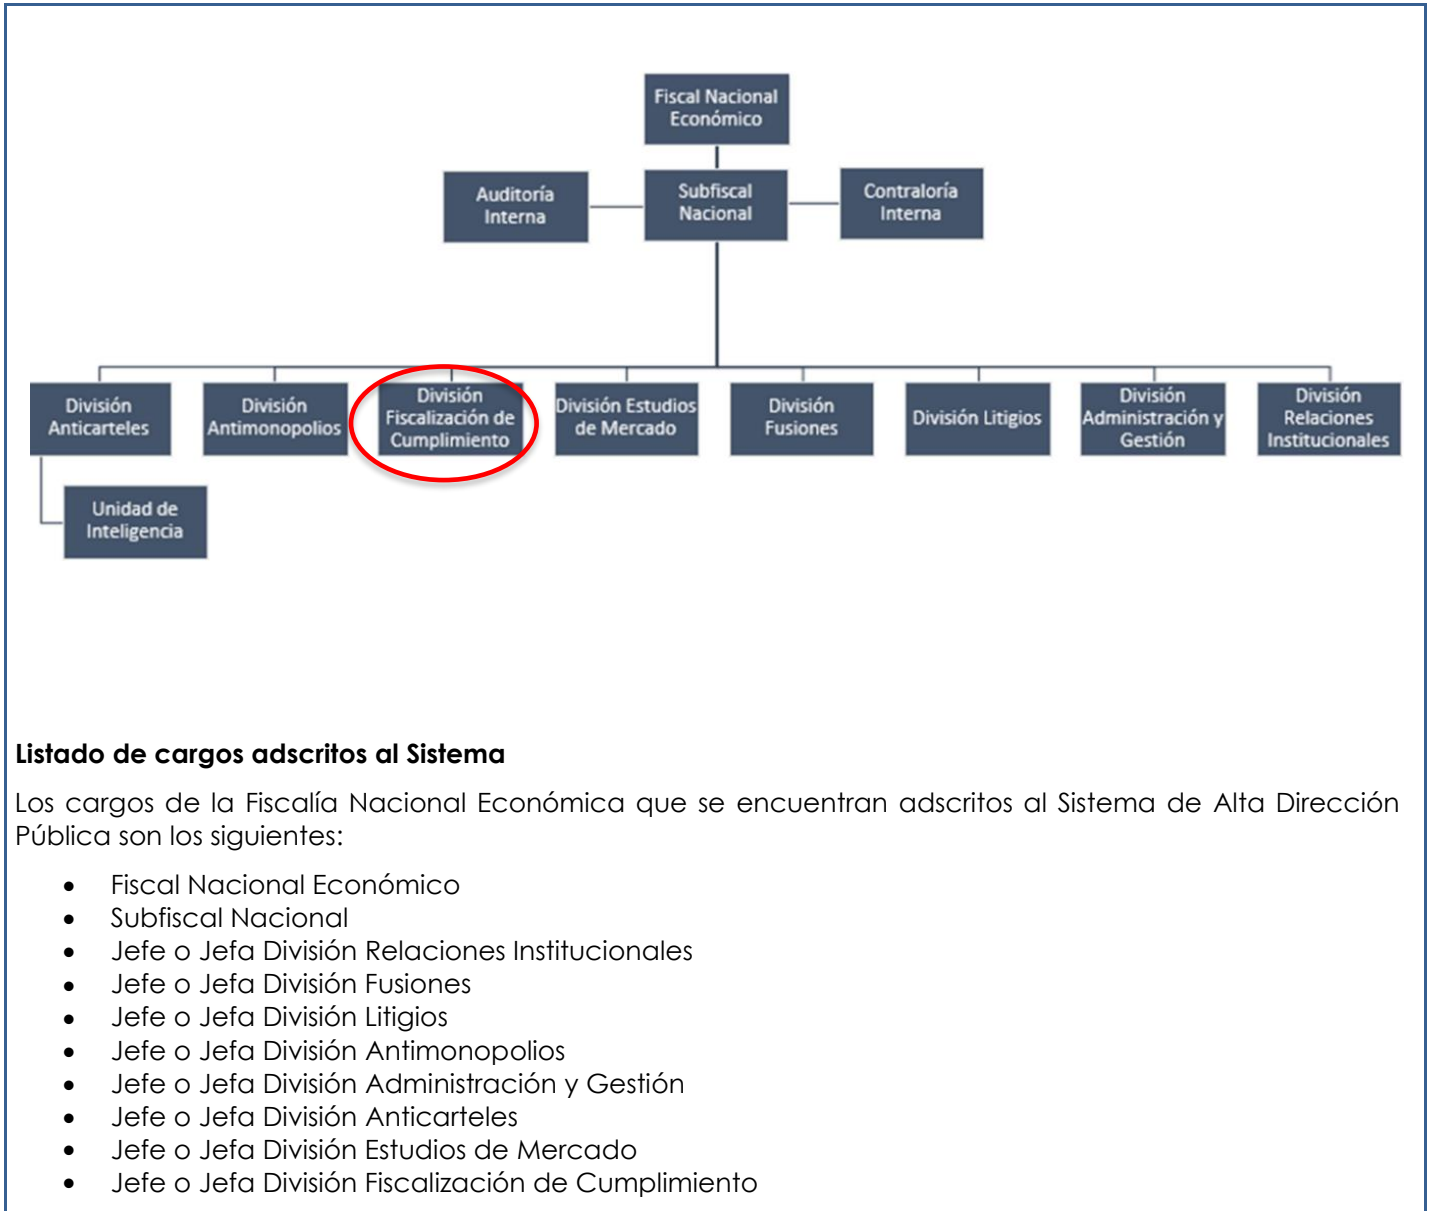 Fiscal Nacional
Económico
Auditoría
Interna
Subfiscal
Nacional
Contraloría
Interna
División
Anticarteles
División
Antimonopolios
División
Fiscalización de
Cumplimiento
División Estudios
de Mercado
División
Fusiones
División Litigios
División
Administración y
Gestión
División
Relaciones
Institucionales
Unidad de
Inteligencia
Listado de cargos adscritos al Sistema
Los cargos de la Fiscalía Nacional Económica que se encuentran adscritos al Sistema de Alta Dirección
Pública son los siguientes:
• Fiscal Nacional Económico
• Subfiscal Nacional
• Jefe o Jefa División Relaciones Institucionales
• Jefe o Jefa División Fusiones
• Jefe o Jefa División Litigios
• Jefe o Jefa División Antimonopolios
• Jefe o Jefa División Administración y Gestión
• Jefe o Jefa División Anticarteles
• Jefe o Jefa División Estudios de Mercado
• Jefe o Jefa División Fiscalización de Cumplimiento